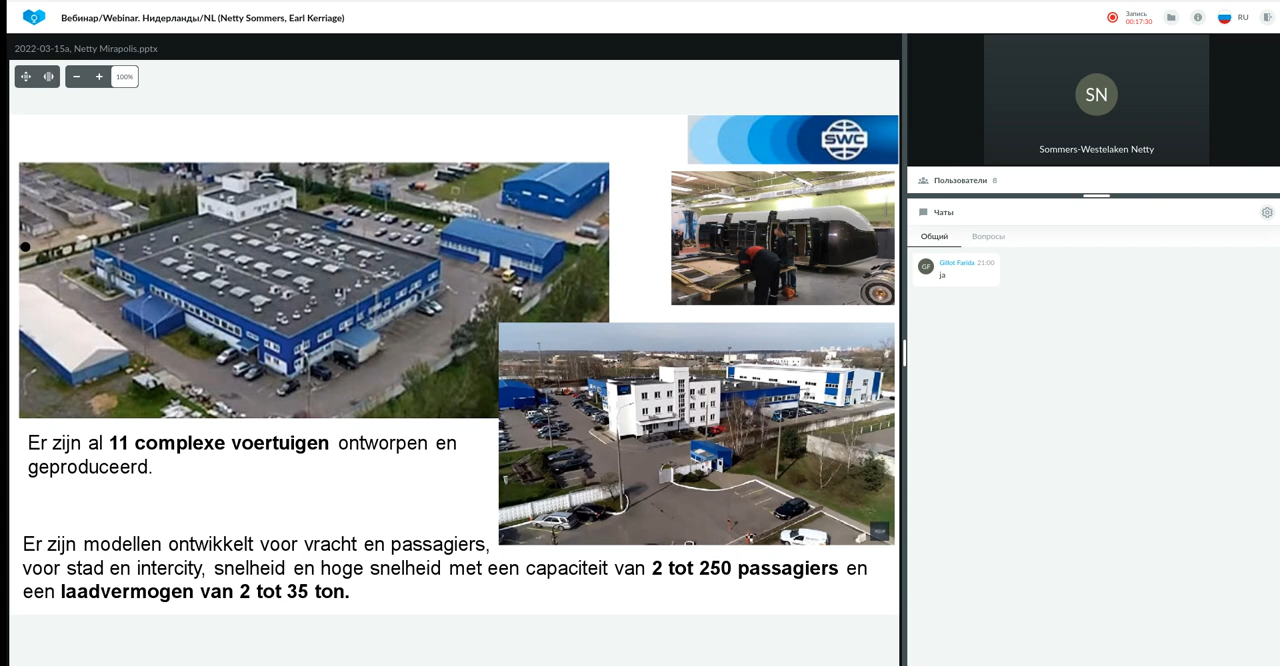 Вебинар/Webinar. Нидерланды/NL (Netty Sommers, Earl Kerriage)
Запись
00:17:30
RU
2022-03-15a, Netty Mirapolis.pptx
100%
SWC
SN
Sommers-Westelaken Netty
Пользователи 8
Чаты
Общий Вопросы
GF
Gillot Farida 21:00
ja
Er zijn al 11 complexe voertuigen ontworpen en
geproduceerd.
Er zijn modellen ontwikkelt voor vracht en passagiers,
voor stad en intercity, snelheid en hoge snelheid met een capaciteit van 2 tot 250 passagiers en
een laadvermogen van 2 tot 35 ton.